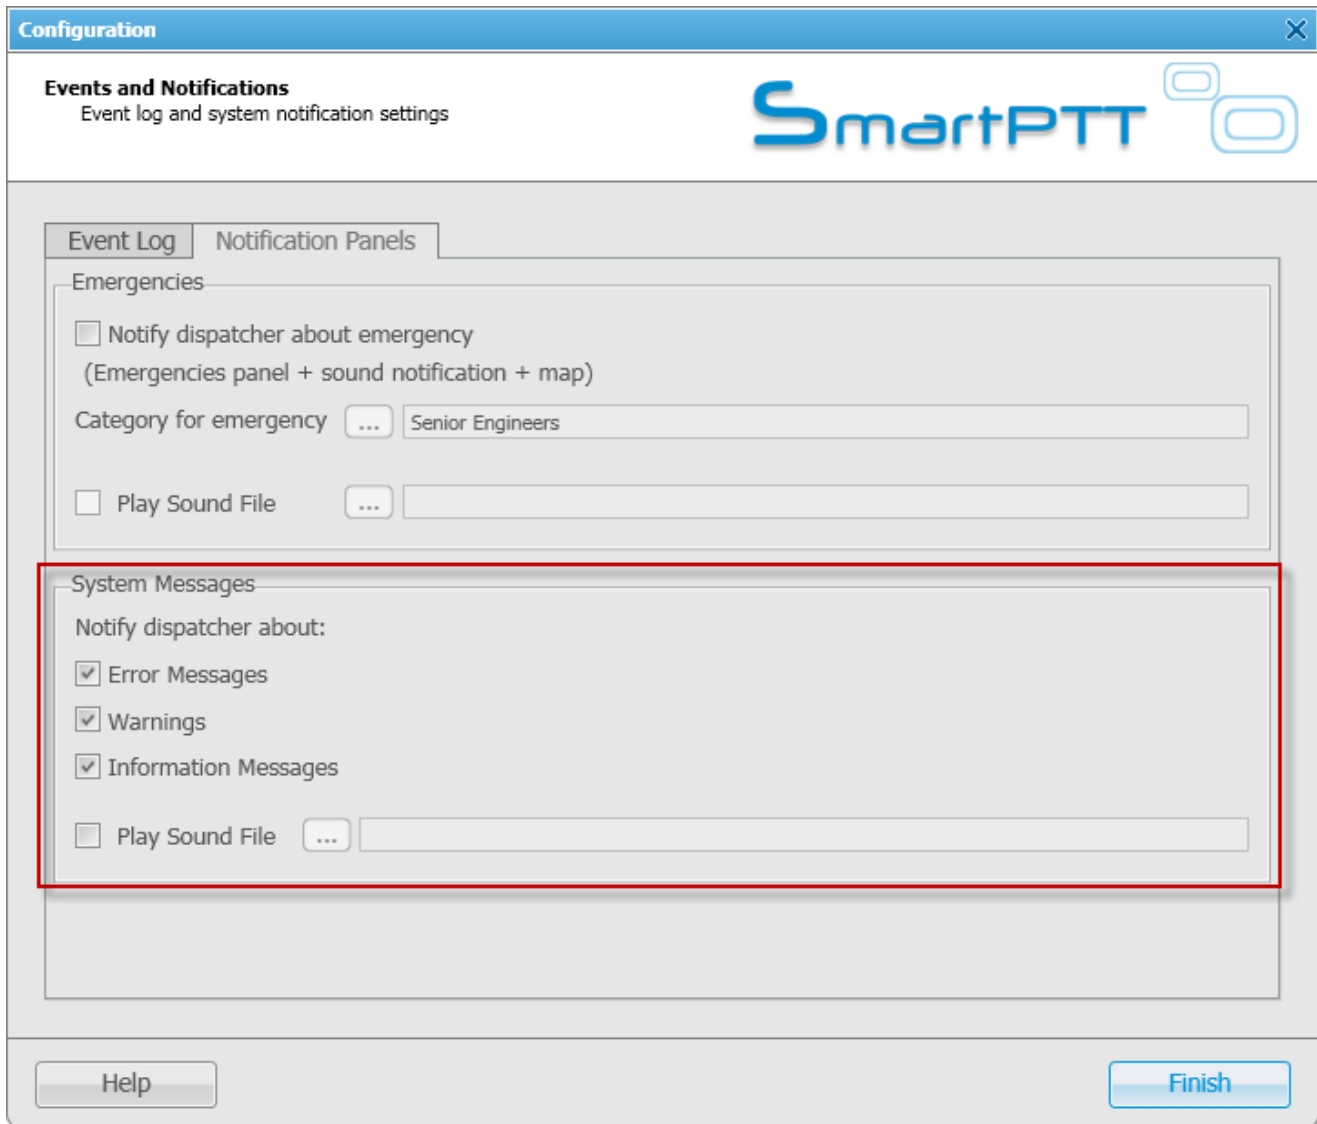 Configuration
Events and Notifications
Event log and system notification settings
SmartPTT
Event Log
Notification Panels
Emergencies
Notify dispatcher about emergency
(Emergencies panel + sound notification + map)
Category for emergency ... Senior Engineers
Play Sound File ...
System Messages
Notify dispatcher about:
Error Messages
Warnings
Information Messages
Play Sound File ...
Help
Finish